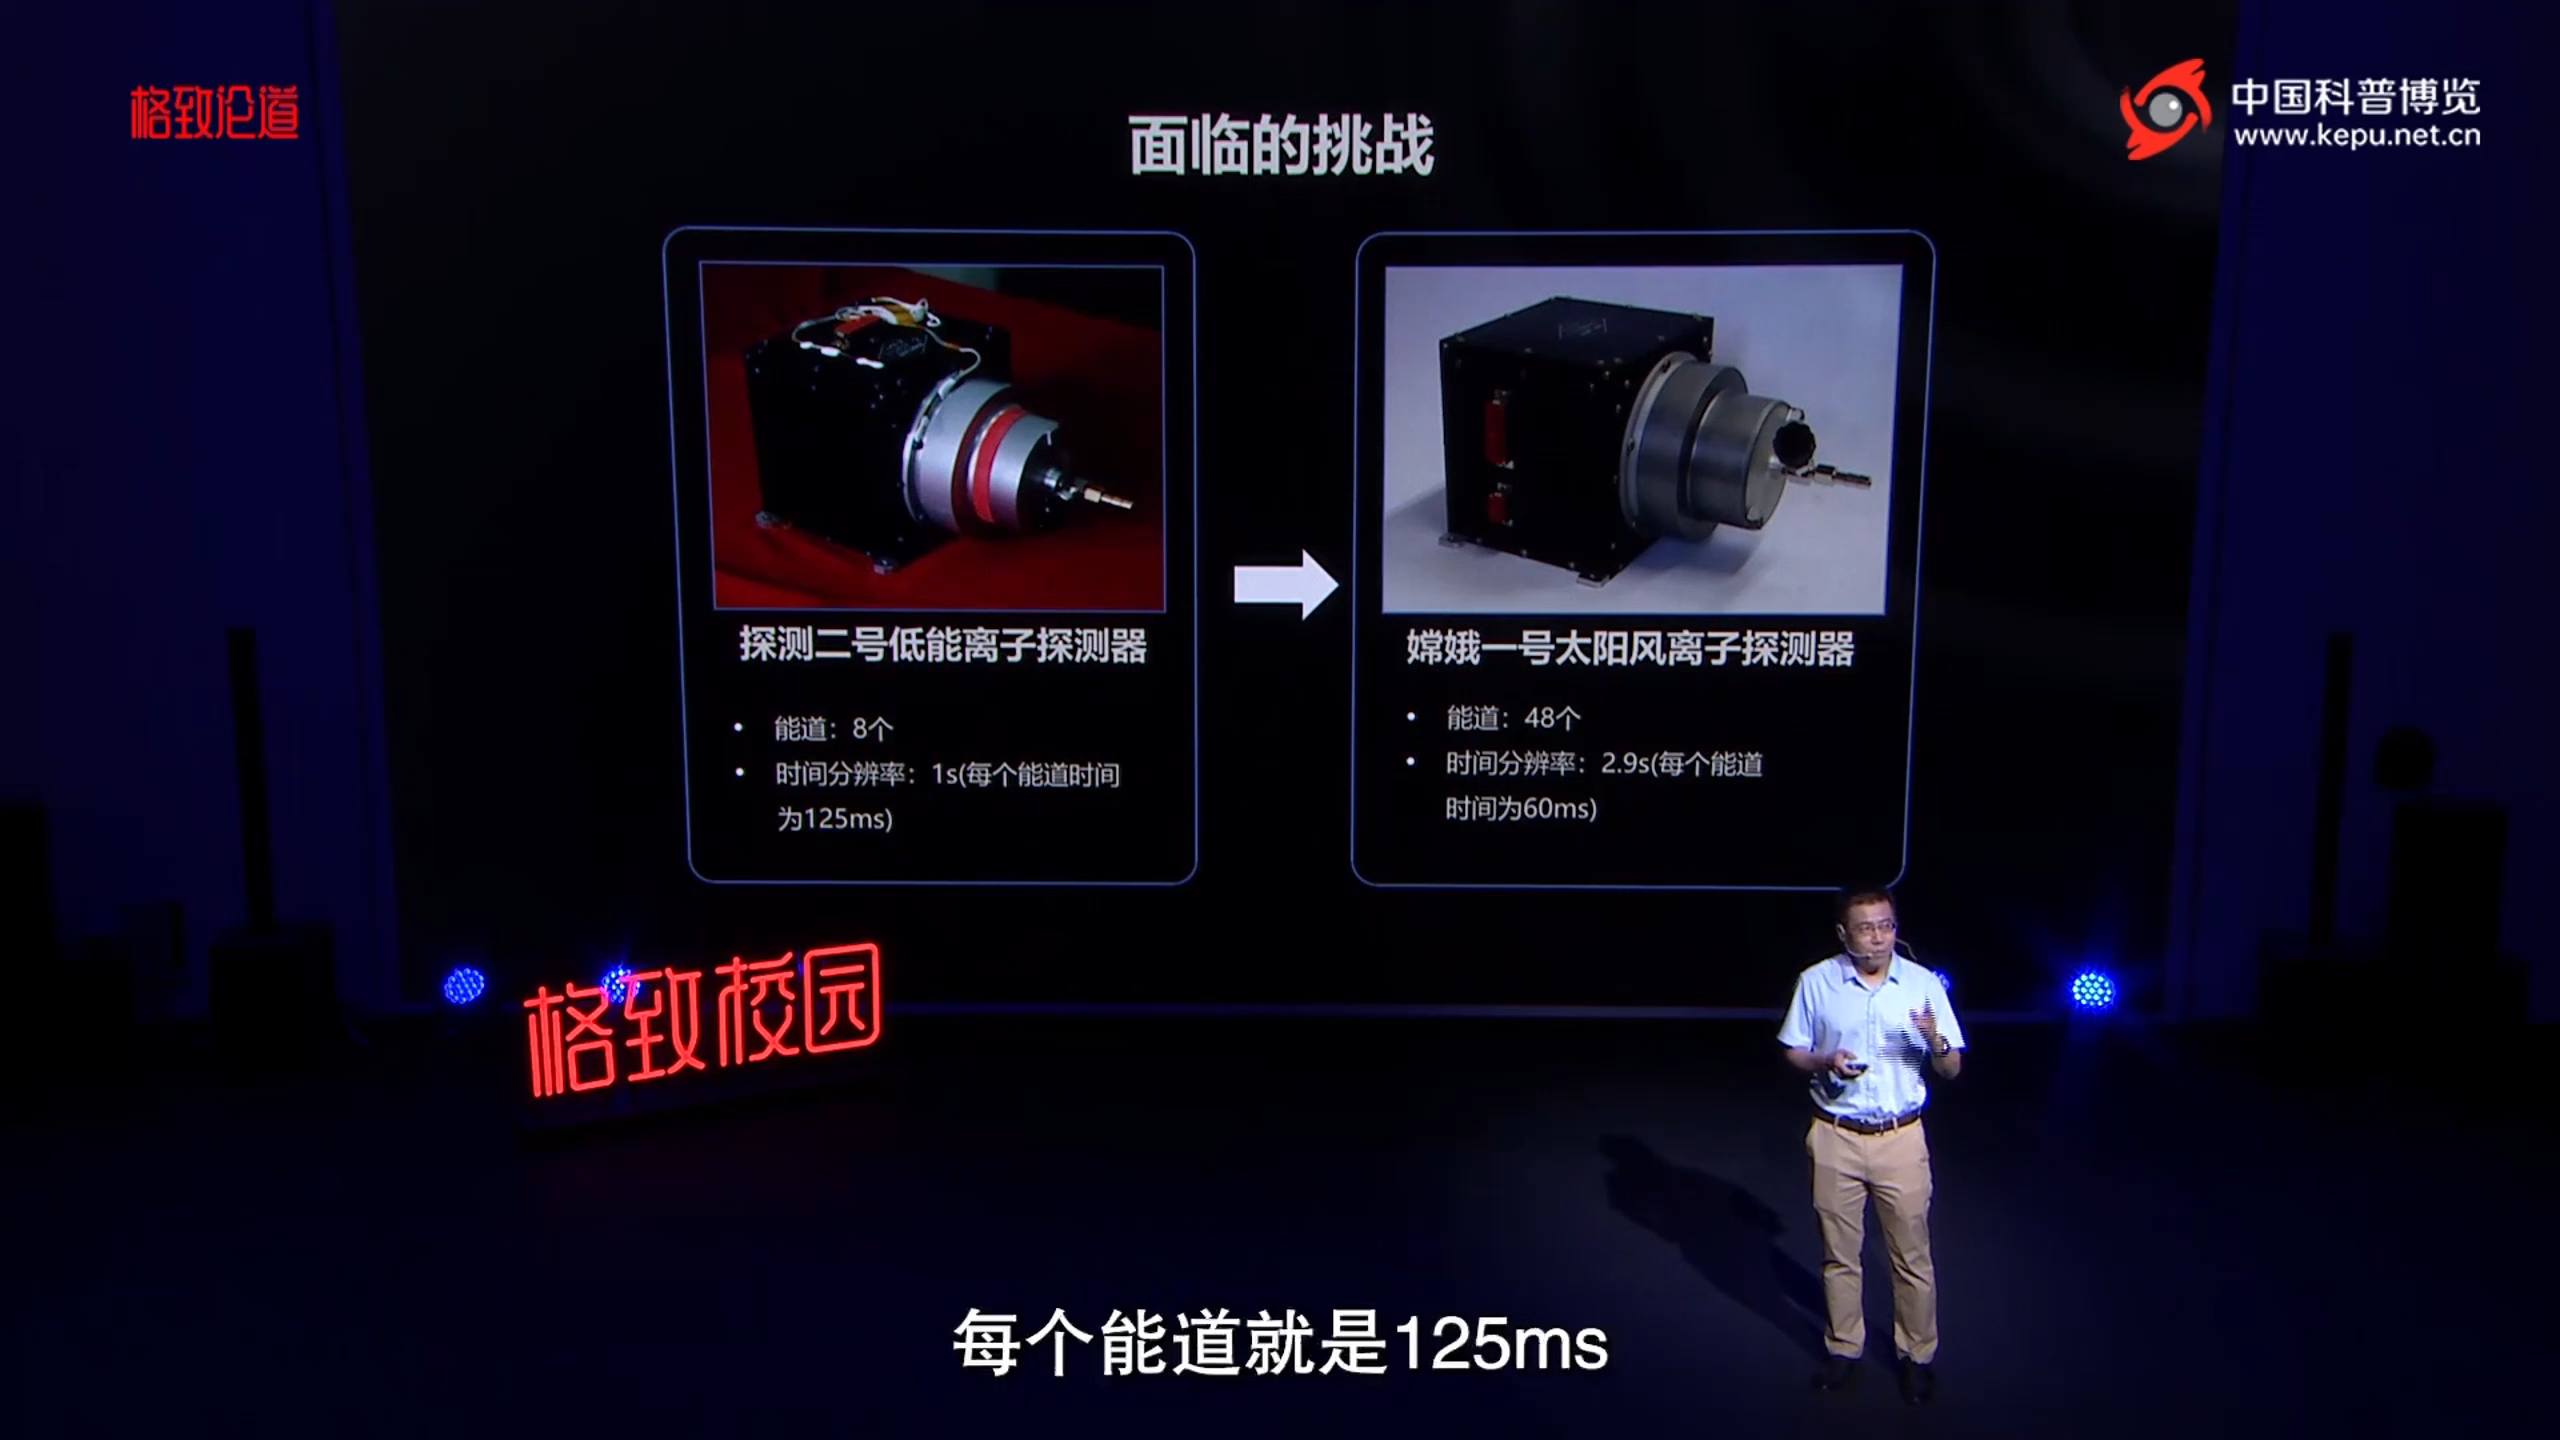 格致论道
中国科普博览
www.kepu.net.cn
面临的挑战
探测二号低能离子探测器
• 能道：8个
• 时间分辨率：1s(每个能道时间
为125ms)
嫦娥一号太阳风离子探测器
• 能道：48个
• 时间分辨率：2.9s(每个能道
时间为60ms)
格致校园
每个能道就是125ms